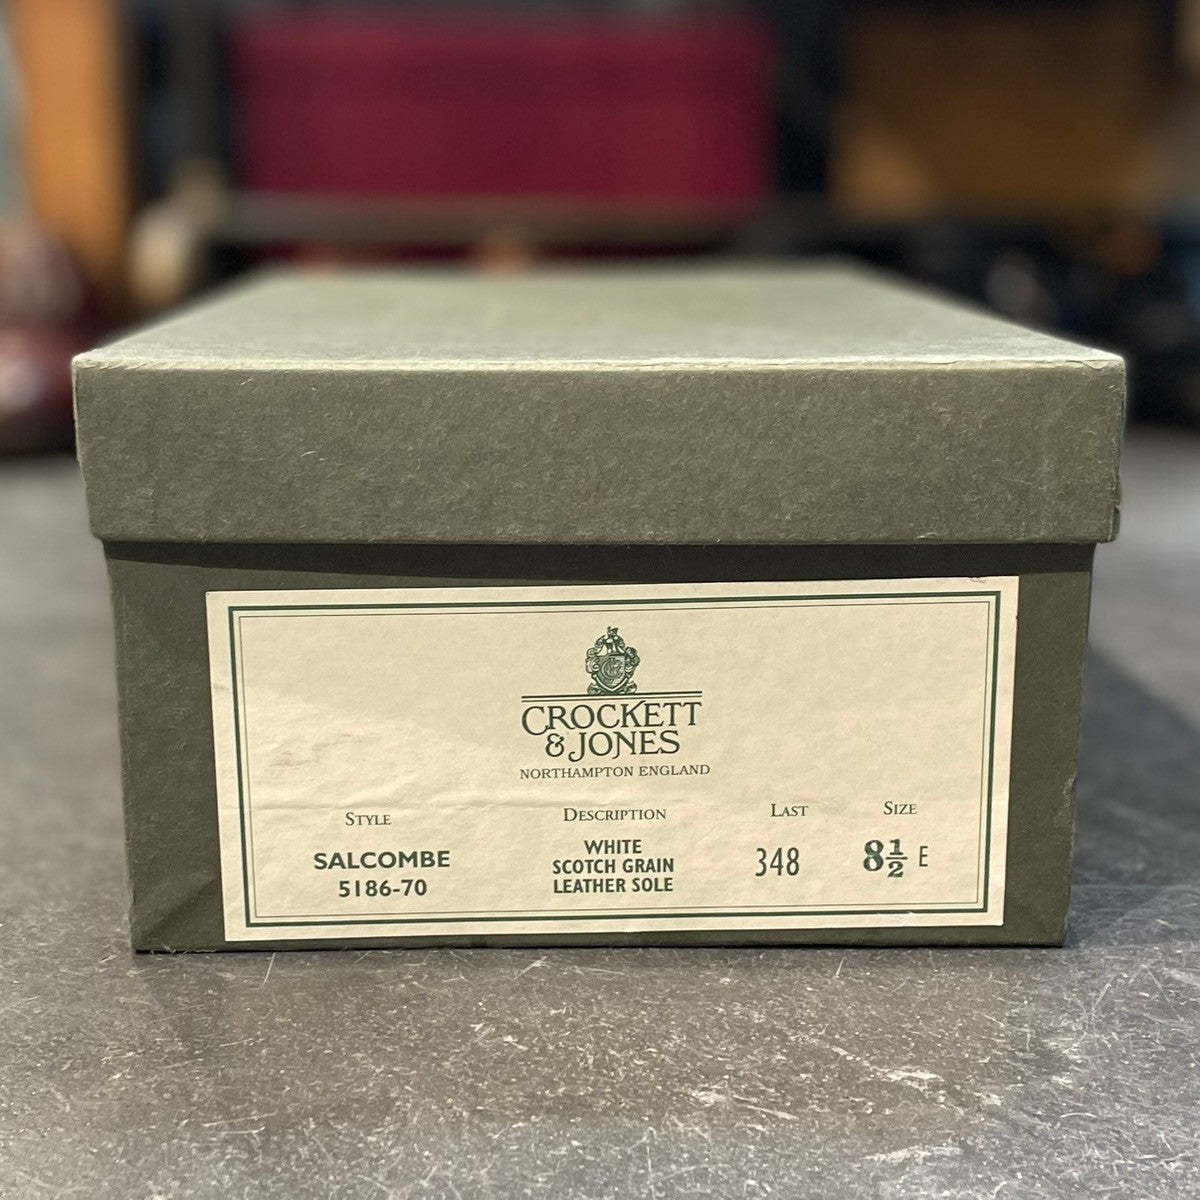 CROCKETT
& JONES
NORTHAMPTON ENGLAND
STYLE DESCRIPTION LAST SIZE
SALCOMBE
5186-70
WHITE
SCOTCH GRAIN
LEATHER SOLE
348
8½ E